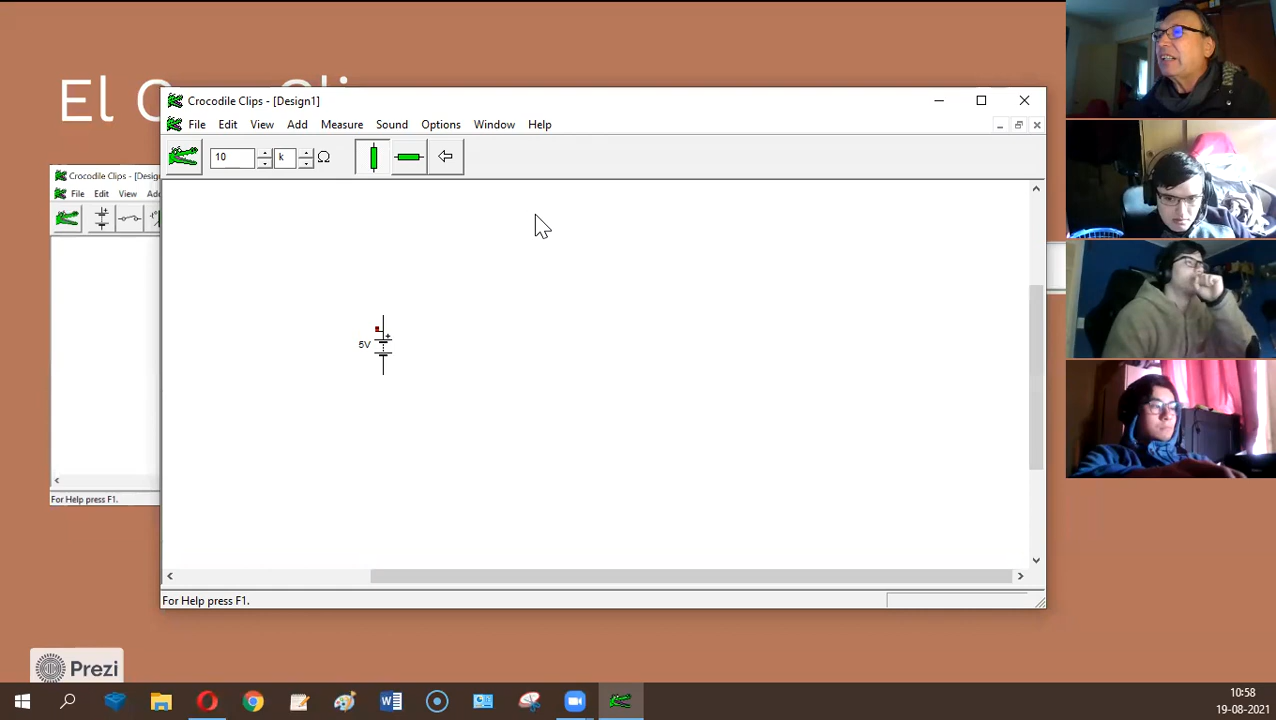 El C
Crocodile Clips - [Design1]
File Edit View Add Measure Sound Options Window Help
10 k Ω
Crocodile Clips - [Desig
File Edit View Ad
5V
+
For Help press F1.
For Help press F1.
Prezi
10:58
19-08-2021